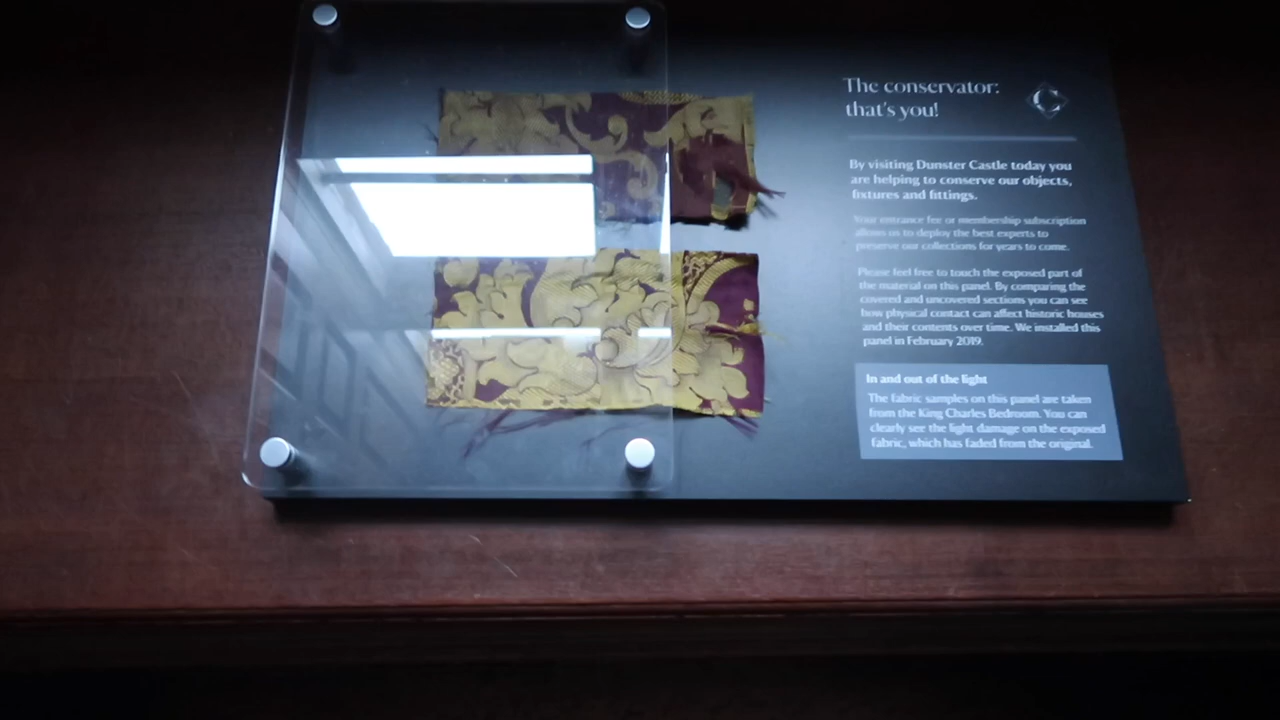 The conservator:
that's you!
C
By visiting Dunster Castle today you
are helping to conserve our objects,
fixtures and fittings.
Your entrance fee or membership subscription
allows us to deploy the best experts to
preserve our collections for years to come.
Please feel free to touch the exposed part of
the material on this panel. By comparing the
covered and uncovered sections you can see
how physical contact can affect historic houses
and their contents over time. We installed this
panel in February 2019.
In and out of the light
The fabric samples on this panel are taken
from the King Charles Bedroom. You can
clearly see the light damage on the exposed
fabric, which has faded from the original.